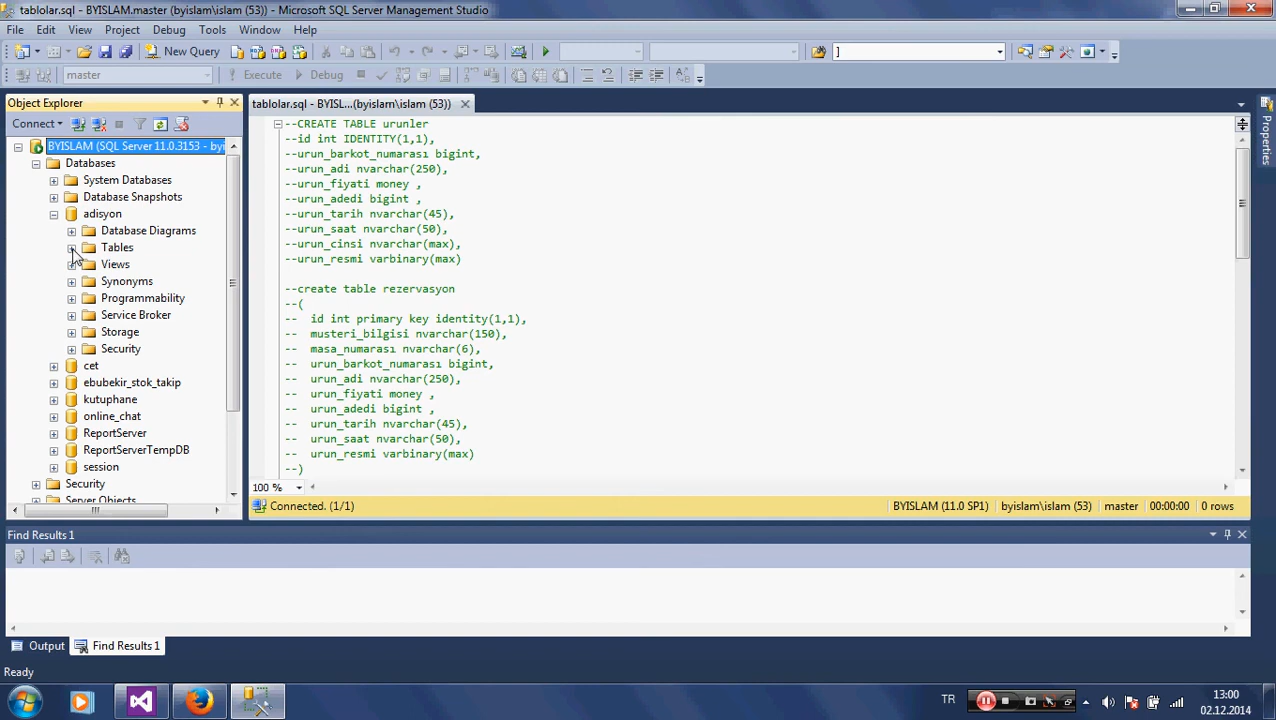 tablolar.sql - BYISLAM.master (byislam\islam (53)) - Microsoft SQL Server Management Studio
File Edit View Project Debug Tools Window Help
New Query
]
master Execute Debug
Object Explorer
Connect
BYISLAM (SQL Server 11.0.3153 - byi
Databases
System Databases
Database Snapshots
adisyon
Database Diagrams
Tables
Views
Synonyms
Programmability
Service Broker
Storage
Security
cet
ebubekir_stok_takip
kutuphane
online_chat
ReportServer
ReportServerTempDB
session
Security
Server Objects
tablolar.sql - BYISL...(byislam\islam (53))
--CREATE TABLE urunler
--id int IDENTITY(1,1),
--urun_barkot_numarası bigint,
--urun_adi nvarchar(250),
--urun_fiyati money ,
--urun_adedi bigint ,
--urun_tarih nvarchar(45),
--urun_saat nvarchar(50),
--urun_cinsi nvarchar(max),
--urun_resmi varbinary(max)
--create table rezervasyon
--(
-- id int primary key identity(1,1),
-- musteri_bilgisi nvarchar(150),
-- masa_numarası nvarchar(6),
-- urun_barkot_numarası bigint,
-- urun_adi nvarchar(250),
-- urun_fiyati money ,
-- urun_adedi bigint ,
-- urun_tarih nvarchar(45),
-- urun_saat nvarchar(50),
-- urun_resmi varbinary(max)
--)
100 %
Connected. (1/1) BYISLAM (11.0 SP1) byislam\islam (53) master 00:00:00 0 rows
Properties
Find Results 1
Output Find Results 1
Ready
TR
13:00
02.12.2014